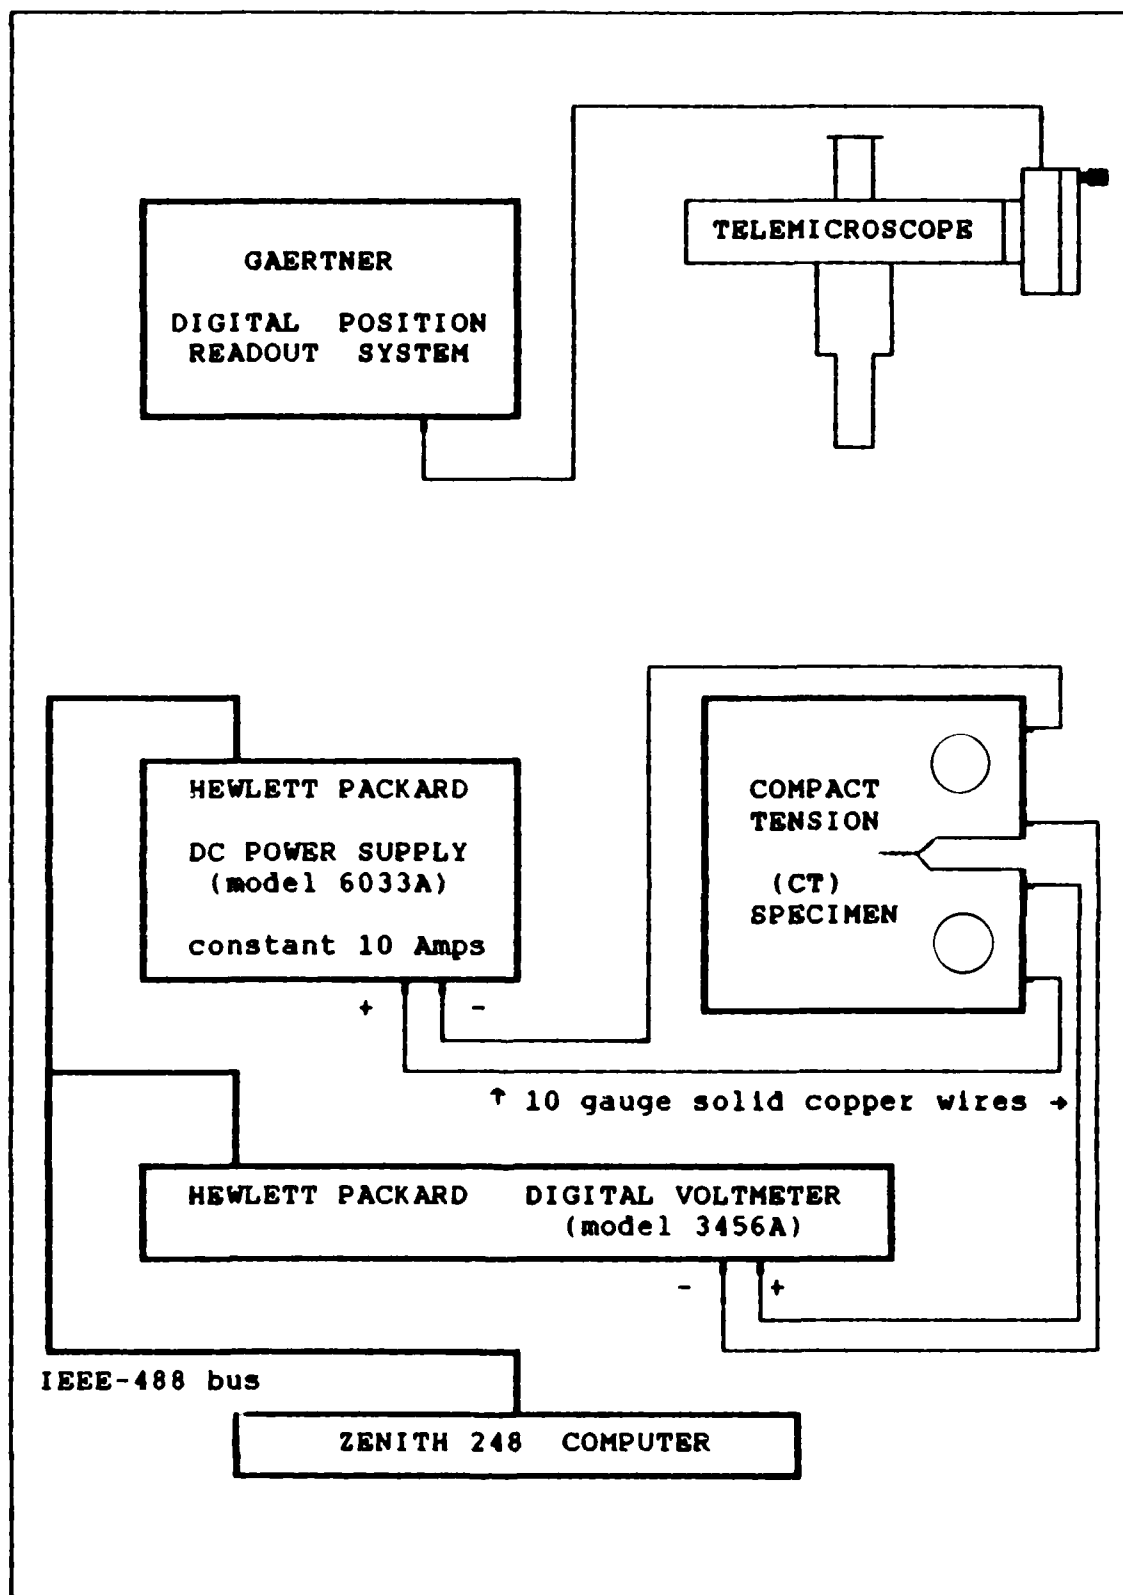 GAERTNER
DIGITAL POSITION
READOUT SYSTEM
TELEMICROSCOPE
HEWLETT PACKARD
DC POWER SUPPLY
(model 6033A)
constant 10 Amps
+ -
COMPACT
TENSION
(CT)
SPECIMEN
↑ 10 gauge solid copper wires →
HEWLETT PACKARD DIGITAL VOLTMETER
(model 3456A)
- +
IEEE-488 bus
ZENITH 248 COMPUTER